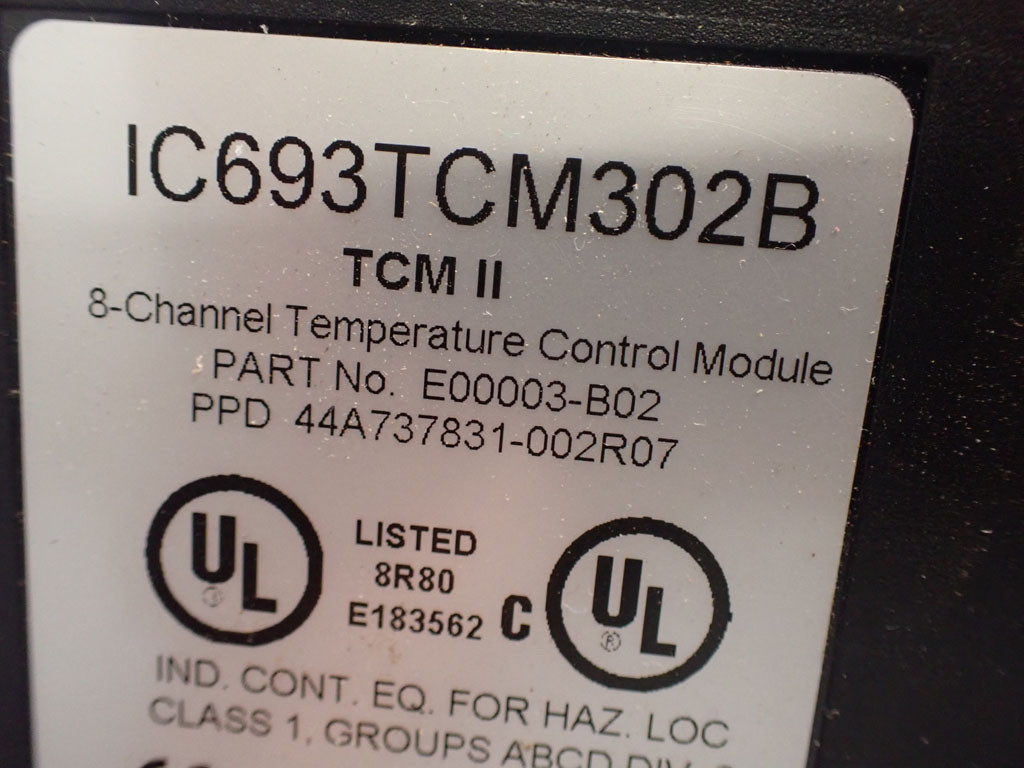 IC693TCM302B
TCM II
8-Channel Temperature Control Module
PART No. E00003-B02
PPD 44A737831-002R07
UL
LISTED
8R80
E183562
C UL
®
IND. CONT. EQ. FOR HAZ. LOC
CLASS 1, GROUPS ABCD DIV.